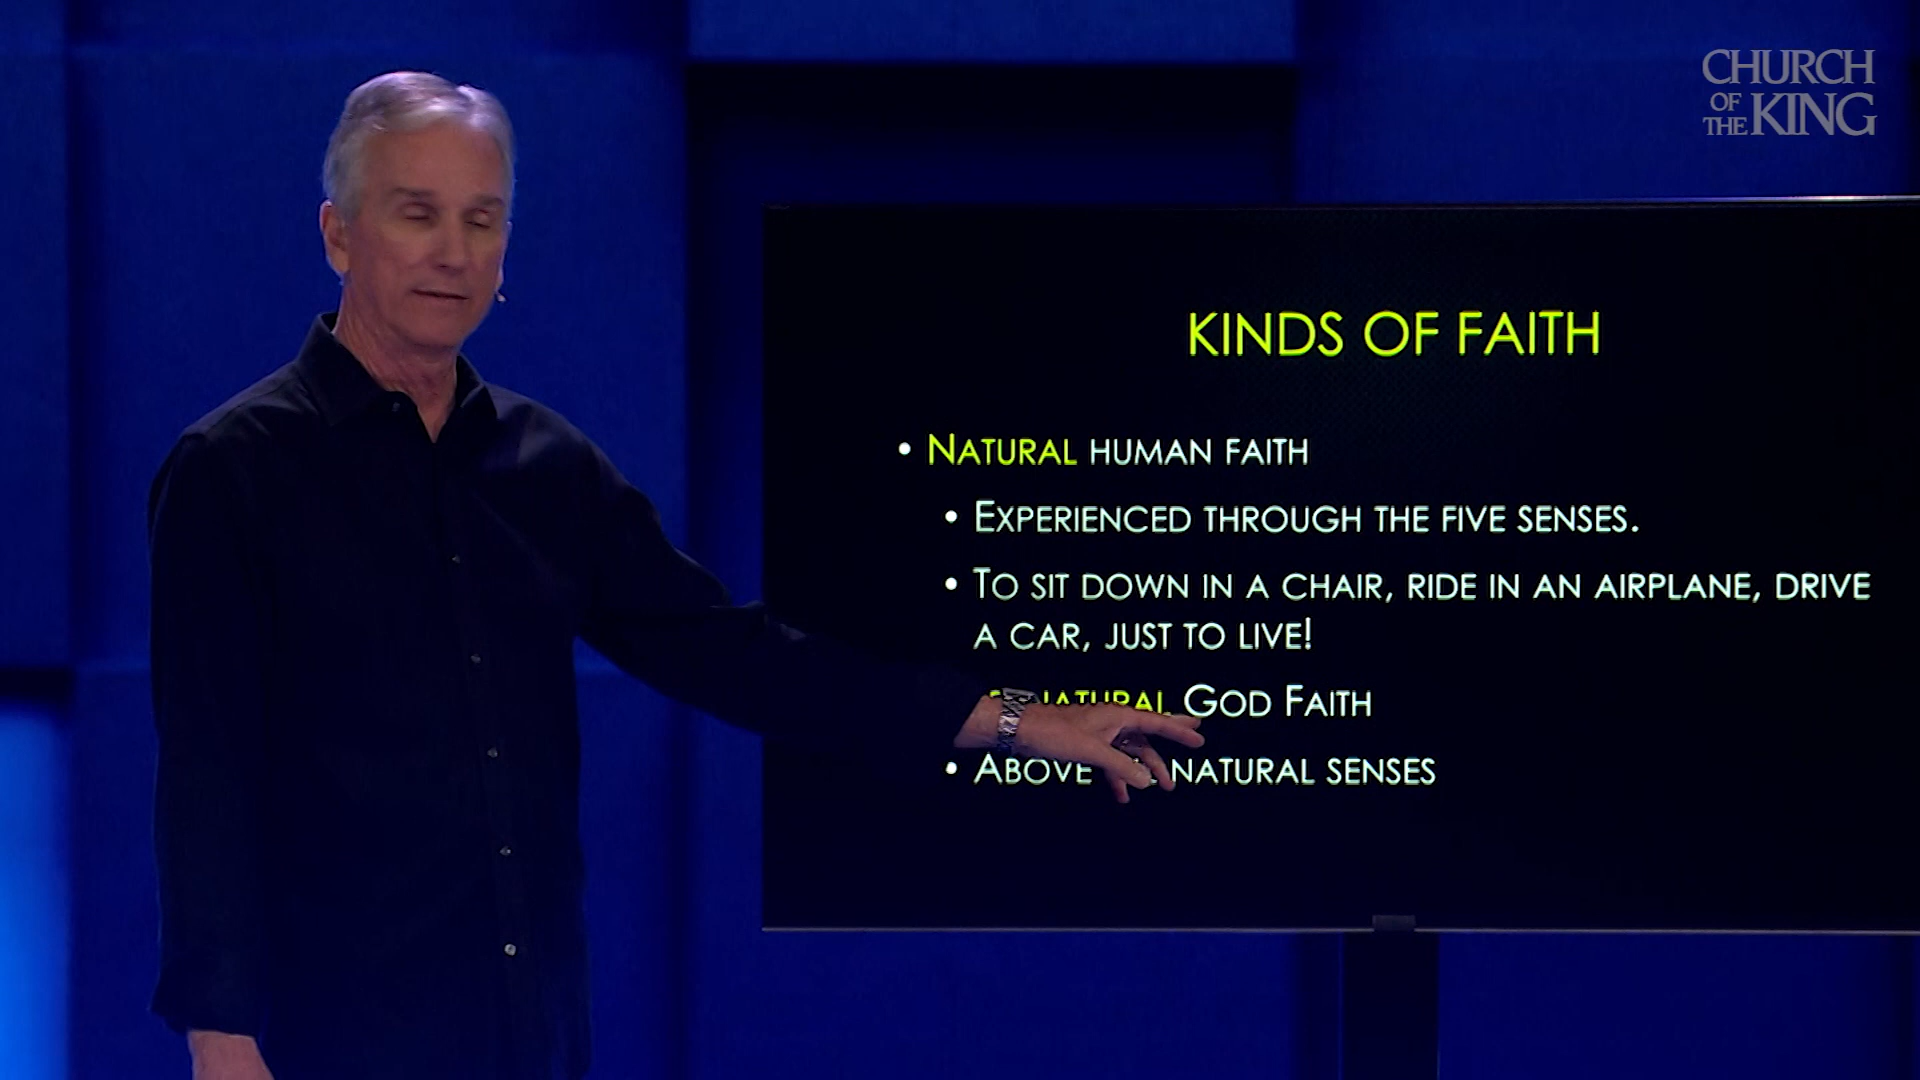 CHURCH
OF
THE KING
KINDS OF FAITH
• NATURAL HUMAN FAITH
• EXPERIENCED THROUGH THE FIVE SENSES.
• TO SIT DOWN IN A CHAIR, RIDE IN AN AIRPLANE, DRIVE
A CAR, JUST TO LIVE!
GOD FAITH
• ABOVE NATURAL SENSES